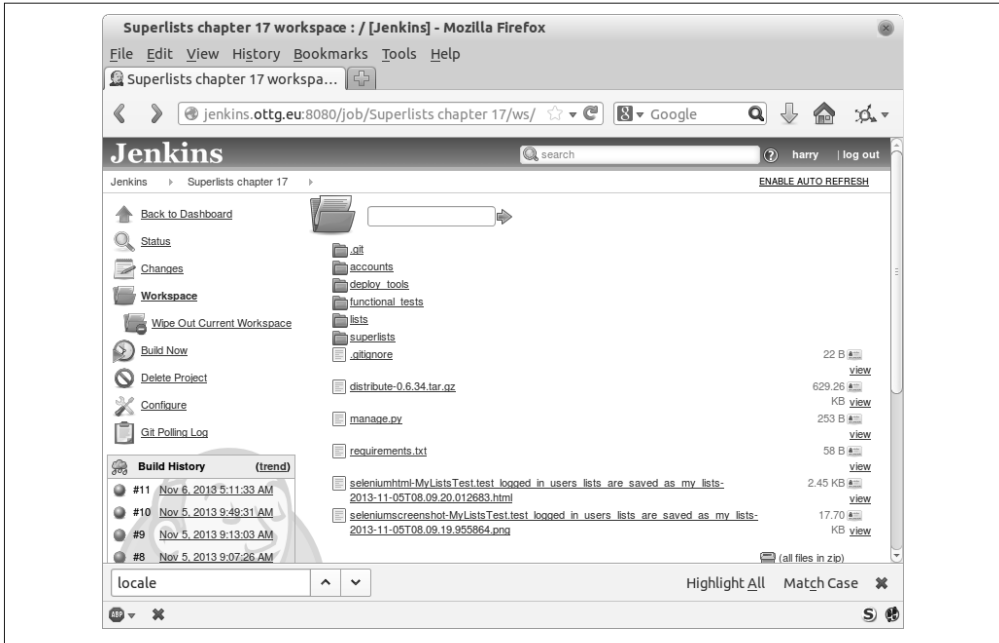 Superlists chapter 17 workspace : / [Jenkins] - Mozilla Firefox
File Edit View History Bookmarks Tools Help
Superlists chapter 17 workspa...
jenkins.ottg.eu:8080/job/Superlists chapter 17/ws/
Google
Jenkins
search
harry | log out
Jenkins Superlists chapter 17
ENABLE AUTO REFRESH
Back to Dashboard
Status
Changes
Workspace
Wipe Out Current Workspace
Build Now
Delete Project
Configure
Git Polling Log
Build History (trend)
#11 Nov 6, 2013 5:11:33 AM
#10 Nov 5, 2013 9:49:31 AM
#9 Nov 5, 2013 9:13:03 AM
#8 Nov 5, 2013 9:07:26 AM
.git
accounts
deploy_tools
functional_tests
lists
superlists
.gitignore 22 B
view
distribute-0.6.34.tar.gz 629.26
KB view
manage.py 253 B
view
requirements.txt 58 B
view
seleniumhtml-MyListsTest.test_logged_in_users_lists_are_saved_as_my_lists- 2.45 KB
2013-11-05T08.09.20.012683.html view
seleniumscreenshot-MyListsTest.test_logged_in_users_lists_are_saved_as_my_lists- 17.70
2013-11-05T08.09.19.955864.png KB view
(all files in zip)
locale
Highlight All Match Case
ABP
S